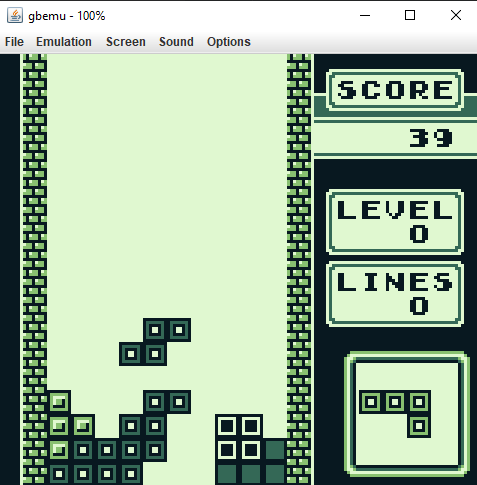 gbemu - 100%
File Emulation Screen Sound Options
SCORE
39
LEVEL
0
LINES
0